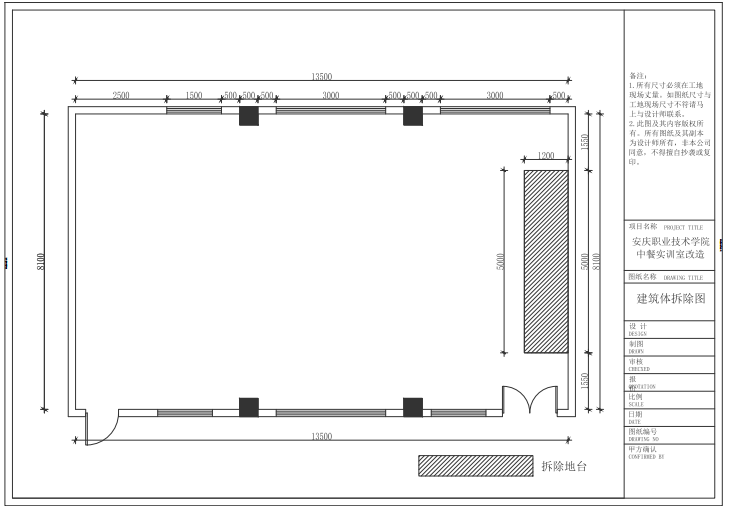 13500
2500
1500
500
500
500
3000
500
500
500
3000
500
1550
1200
8100
5000
5000
8100
1550
13500
拆除地台
备注:
1. 所有尺寸必须在工地
现场丈量。如图纸尺寸与
工地现场尺寸不符请马
上与设计师联系。
2. 此图及其内容版权所
有。所有图纸及其副本
为设计师所有，非本公司
同意，不得擅自抄袭或复
印。
项目名称 PROJECT TITLE
安庆职业技术学院
中餐实训室改造
图纸名称 DRAWING TITLE
建筑体拆除图
设 计
DESIGN
制图
DRAWN
审核
CHECKED
报
比例
SCALE
日期
DATE
图纸编号
DRAWING NO
甲方确认
CONFIRMED BY